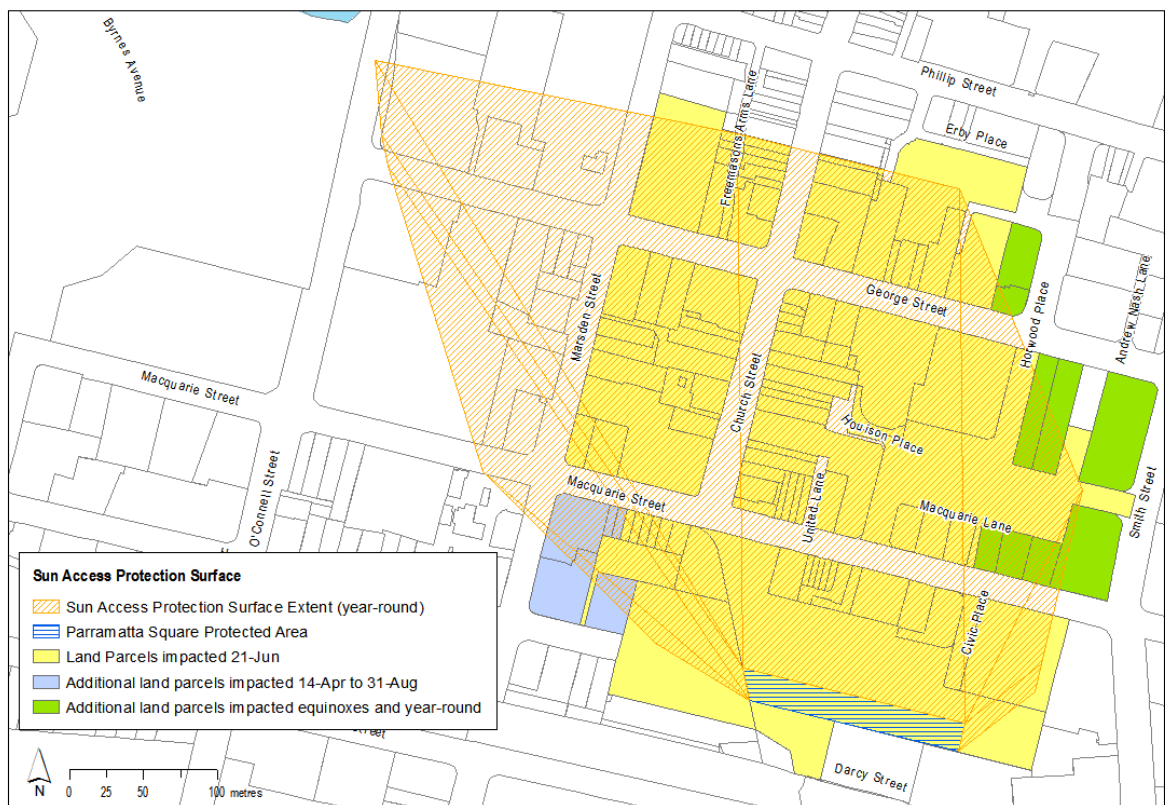 Byrnes Avenue
Phillip Street
Freemasons Arms Lane
Erby Place
Andrew Nash Lane
George Street
Horwood Place
Marsden Street
Macquarie Street
Church Street
Houison Place
O'Connell Street
Macquarie Street
United Lane
Macquarie Lane
Smith Street
Civic Place
Darcy Street
Sun Access Protection Surface
Sun Access Protection Surface Extent (year-round)
Parramatta Square Protected Area
Land Parcels impacted 21-Jun
Additional land parcels impacted 14-Apr to 31-Aug
Additional land parcels impacted equinoxes and year-round
N
0 25 50 100 metres